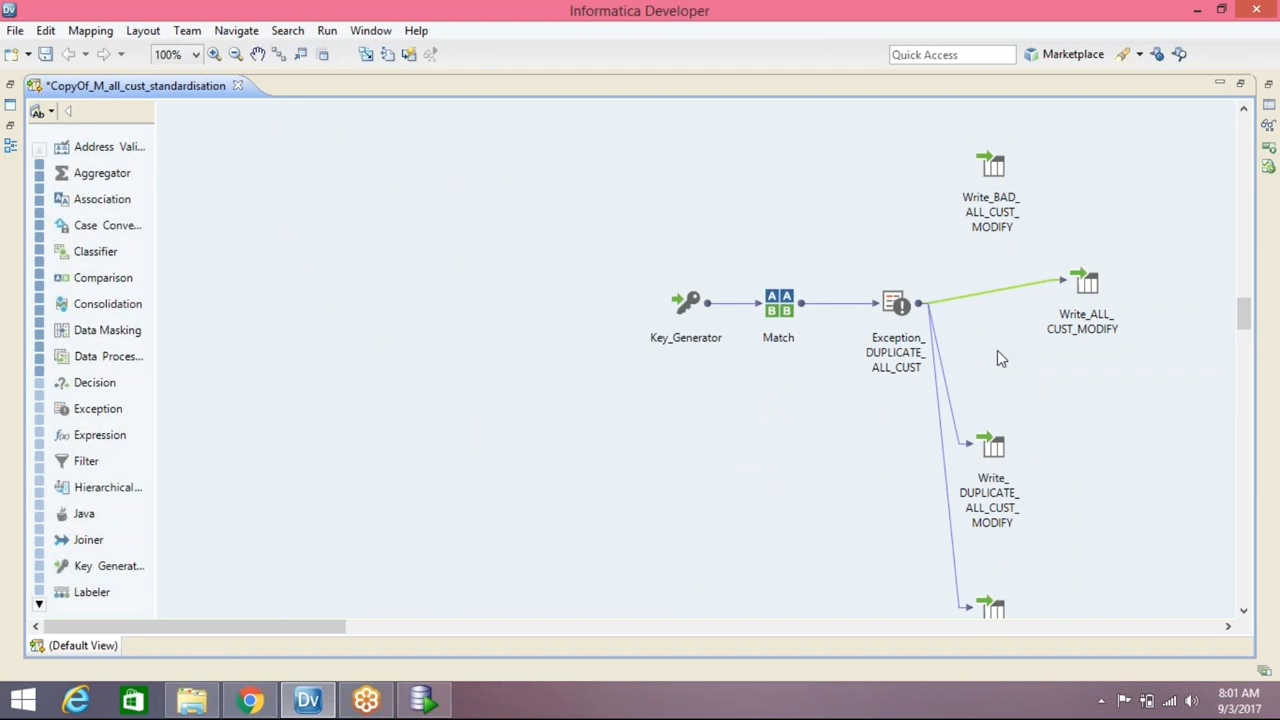 Dv
Informatica Developer
File Edit Mapping Layout Team Navigate Search Run Window Help
100%
Quick Access
Marketplace
*CopyOf_M_all_cust_standardisation
Ab
Address Vali...
Aggregator
Association
Case Conve...
Classifier
Comparison
Consolidation
Data Masking
Data Proces...
Decision
Exception
Expression
Filter
Hierarchical...
Java
Joiner
Key Generat...
Labeler
Write_BAD_
ALL_CUST_
MODIFY
Key_Generator
A A
B B
Match
Exception_
DUPLICATE_
ALL_CUST
Write_ALL_
CUST_MODIFY
Write_
DUPLICATE_
ALL_CUST_
MODIFY
(Default View)
Dv
8:01 AM
9/3/2017